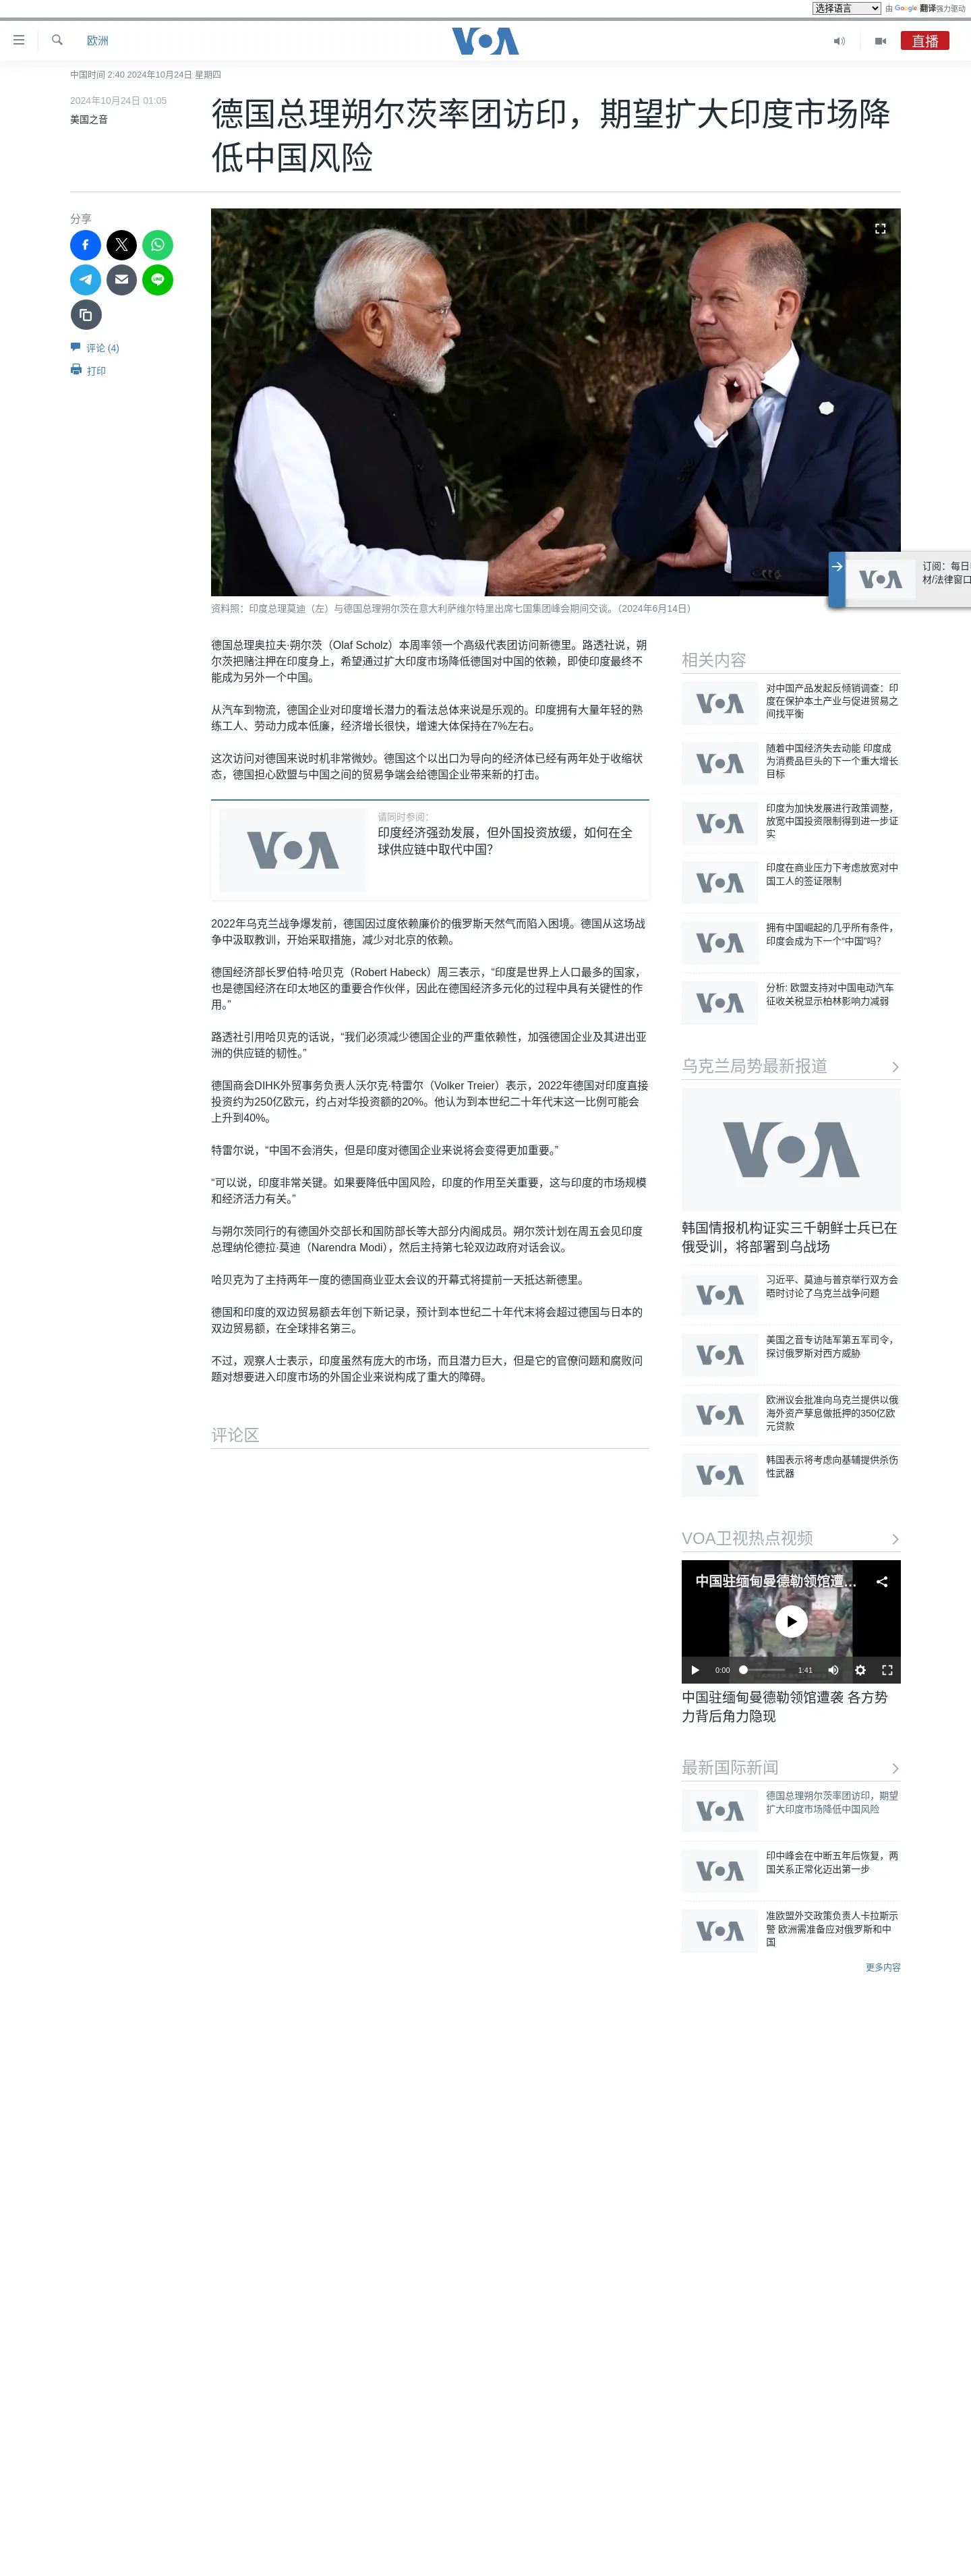 选择语言
由 Google 翻译强力驱动
欧洲
VOA
直播
中国时间 2:40 2024年10月24日 星期四
2024年10月24日 01:05
美国之音
德国总理朔尔茨率团访印，期望扩大印度市场降
低中国风险
分享
评论 (4)
打印
订阅：每日
材/法律窗口
资料照：印度总理莫迪（左）与德国总理朔尔茨在意大利萨维尔特里出席七国集团峰会期间交谈。（2024年6月14日）
德国总理奥拉夫·朔尔茨（Olaf Scholz）本周率领一个高级代表团访问新德里。路透社说，朔
尔茨把赌注押在印度身上，希望通过扩大印度市场降低德国对中国的依赖，即使印度最终不
能成为另外一个中国。
从汽车到物流，德国企业对印度增长潜力的看法总体来说是乐观的。印度拥有大量年轻的熟
练工人、劳动力成本低廉，经济增长很快，增速大体保持在7%左右。
这次访问对德国来说时机非常微妙。德国这个以出口为导向的经济体已经有两年处于收缩状
态，德国担心欧盟与中国之间的贸易争端会给德国企业带来新的打击。
VOA
请同时参阅：
印度经济强劲发展，但外国投资放缓，如何在全
球供应链中取代中国？
2022年乌克兰战争爆发前，德国因过度依赖廉价的俄罗斯天然气而陷入困境。德国从这场战
争中汲取教训，开始采取措施，减少对北京的依赖。
德国经济部长罗伯特·哈贝克（Robert Habeck）周三表示，“印度是世界上人口最多的国家，
也是德国经济在印太地区的重要合作伙伴，因此在德国经济多元化的过程中具有关键性的作
用。”
路透社引用哈贝克的话说，“我们必须减少德国企业的严重依赖性，加强德国企业及其进出亚
洲的供应链的韧性。”
德国商会DIHK外贸事务负责人沃尔克·特雷尔（Volker Treier）表示，2022年德国对印度直接
投资约为250亿欧元，约占对华投资额的20%。他认为到本世纪二十年代末这一比例可能会
上升到40%。
特雷尔说，“中国不会消失，但是印度对德国企业来说将会变得更加重要。”
“可以说，印度非常关键。如果要降低中国风险，印度的作用至关重要，这与印度的市场规模
和经济活力有关。”
与朔尔茨同行的有德国外交部长和国防部长等大部分内阁成员。朔尔茨计划在周五会见印度
总理纳伦德拉·莫迪（Narendra Modi），然后主持第七轮双边政府对话会议。
哈贝克为了主持两年一度的德国商业亚太会议的开幕式将提前一天抵达新德里。
德国和印度的双边贸易额去年创下新记录，预计到本世纪二十年代末将会超过德国与日本的
双边贸易额，在全球排名第三。
不过，观察人士表示，印度虽然有庞大的市场，而且潜力巨大，但是它的官僚问题和腐败问
题对想要进入印度市场的外国企业来说构成了重大的障碍。
评论区
相关内容
对中国产品发起反倾销调查：印
度在保护本土产业与促进贸易之
间找平衡
随着中国经济失去动能 印度成
为消费品巨头的下一个重大增长
目标
印度为加快发展进行政策调整，
放宽中国投资限制得到进一步证
实
印度在商业压力下考虑放宽对中
国工人的签证限制
拥有中国崛起的几乎所有条件，
印度会成为下一个“中国”吗？
分析: 欧盟支持对中国电动汽车
征收关税显示柏林影响力减弱
乌克兰局势最新报道
VOA
韩国情报机构证实三千朝鲜士兵已在
俄受训，将部署到乌战场
习近平、莫迪与普京举行双方会
晤时讨论了乌克兰战争问题
美国之音专访陆军第五军司令，
探讨俄罗斯对西方威胁
欧洲议会批准向乌克兰提供以俄
海外资产孳息做抵押的350亿欧
元贷款
韩国表示将考虑向基辅提供杀伤
性武器
VOA卫视热点视频
中国驻缅甸曼德勒领馆遭…
0:00
1:41
中国驻缅甸曼德勒领馆遭袭 各方势
力背后角力隐现
最新国际新闻
德国总理朔尔茨率团访印，期望
扩大印度市场降低中国风险
印中峰会在中断五年后恢复，两
国关系正常化迈出第一步
准欧盟外交政策负责人卡拉斯示
警 欧洲需准备应对俄罗斯和中
国
更多内容